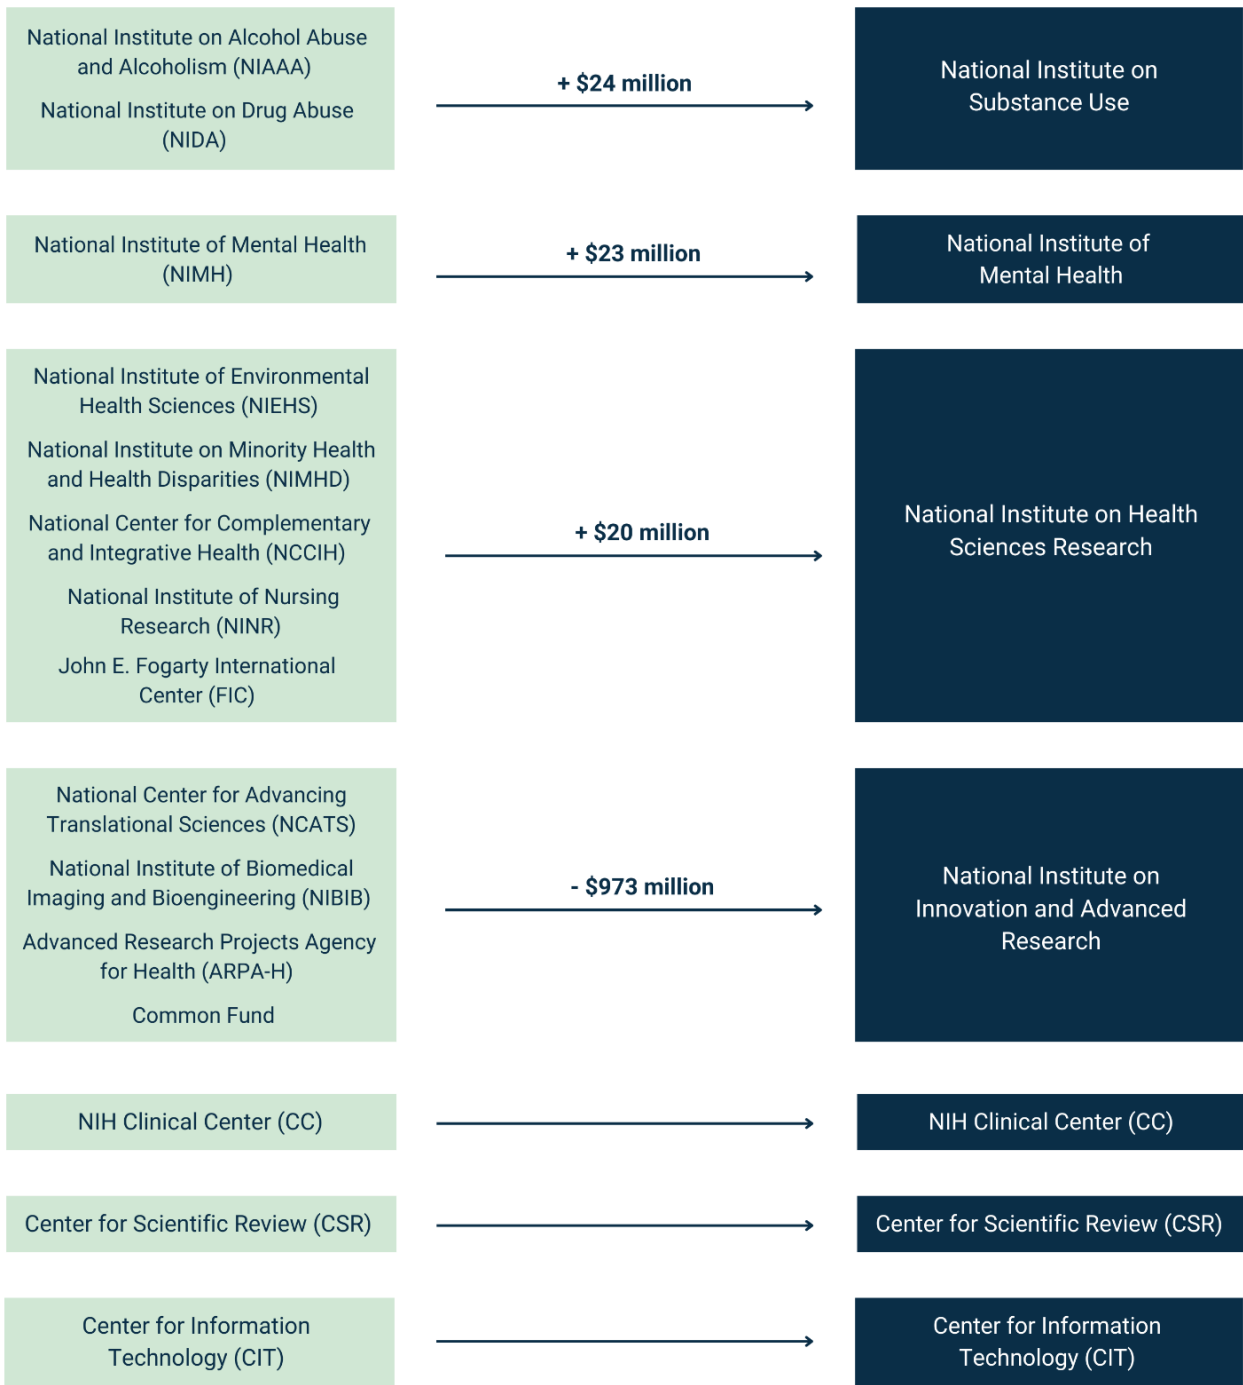 National Institute on Alcohol Abuse
and Alcoholism (NIAAA)
National Institute on Drug Abuse
(NIDA)
+ $24 million
National Institute on
Substance Use
National Institute of Mental Health
(NIMH)
+ $23 million
National Institute of
Mental Health
National Institute of Environmental
Health Sciences (NIEHS)
National Institute on Minority Health
and Health Disparities (NIMHD)
National Center for Complementary
and Integrative Health (NCCIH)
National Institute of Nursing
Research (NINR)
John E. Fogarty International
Center (FIC)
+ $20 million
National Institute on Health
Sciences Research
National Center for Advancing
Translational Sciences (NCATS)
National Institute of Biomedical
Imaging and Bioengineering (NIBIB)
Advanced Research Projects Agency
for Health (ARPA-H)
Common Fund
- $973 million
National Institute on
Innovation and Advanced
Research
NIH Clinical Center (CC)
NIH Clinical Center (CC)
Center for Scientific Review (CSR)
Center for Scientific Review (CSR)
Center for Information
Technology (CIT)
Center for Information
Technology (CIT)